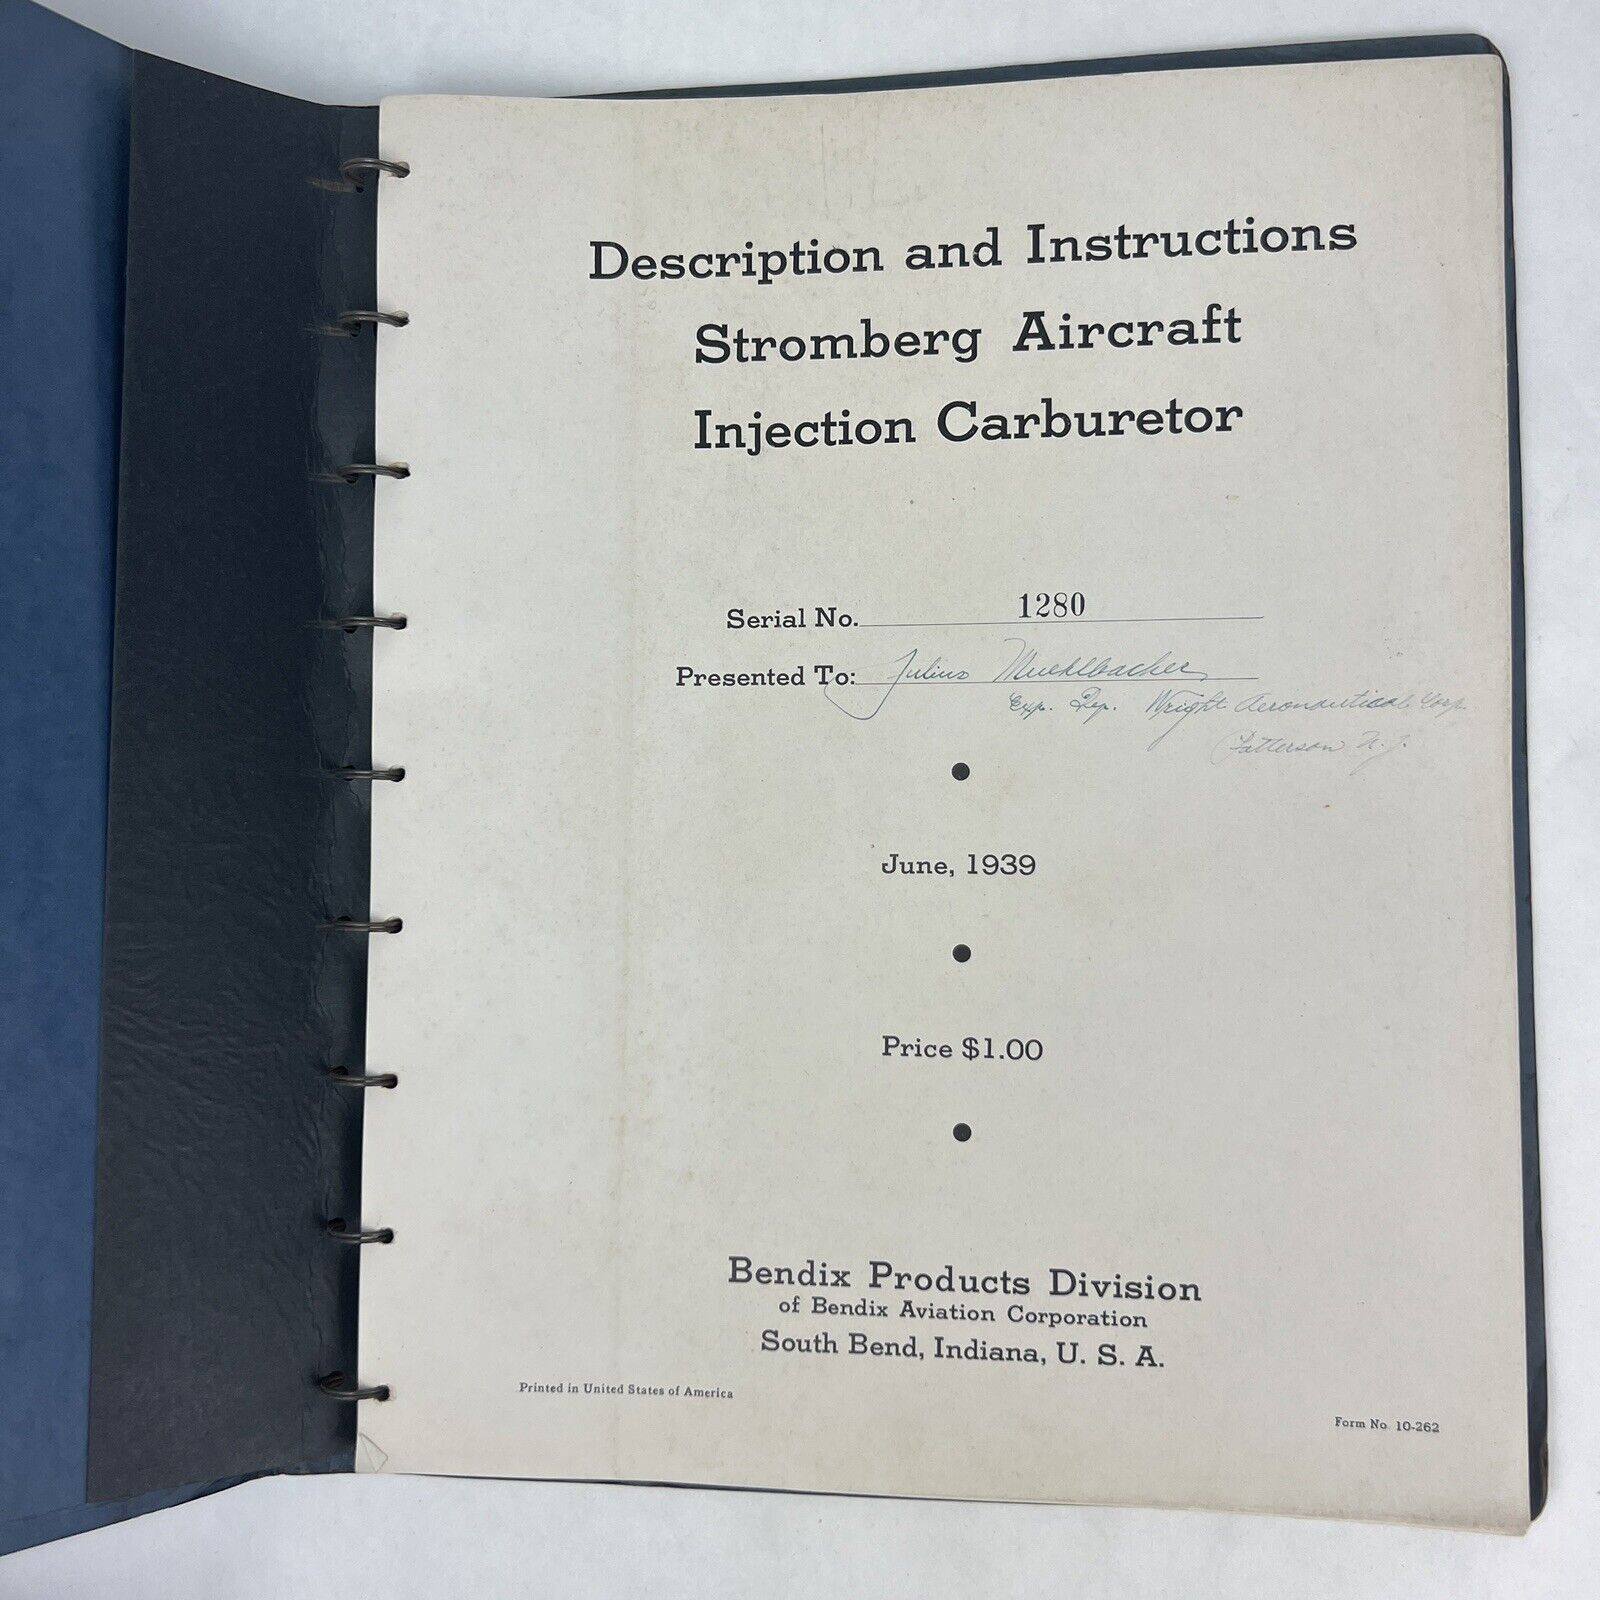 Description and Instructions
Stromberg Aircraft
Injection Carburetor
Serial No. 1280
Presented To: Julius Muehlbacher
Exp. Dep. Wright Aeronautical Corp.
Patterson N.J.
June, 1939
Price $1.00
Bendix Products Division
of Bendix Aviation Corporation
South Bend, Indiana, U. S. A.
Printed in United States of America
Form No. 10-262